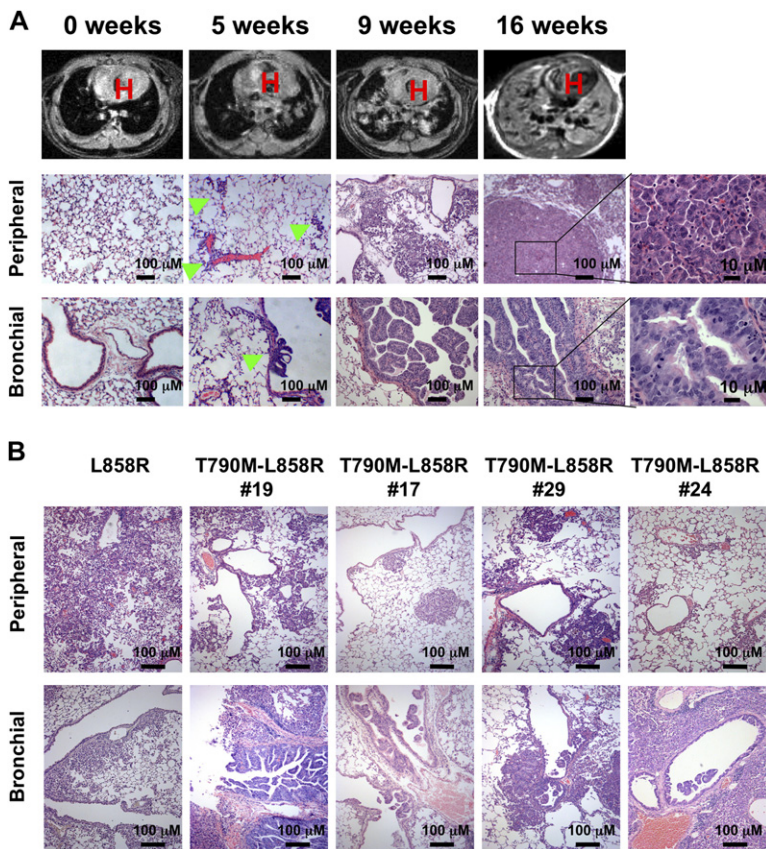 A
0 weeks 5 weeks 9 weeks 16 weeks
H H H H
Peripheral
100 µM 100 µM 100 µM 100 µM 10 µM
Bronchial
100 µM 100 µM 100 µM 100 µM 10 µM
B
L858R T790M-L858R T790M-L858R T790M-L858R T790M-L858R
#19 #17 #29 #24
Peripheral
100 µM 100 µM 100 µM 100 µM 100 µM
Bronchial
100 µM 100 µM 100 µM 100 µM 100 µM